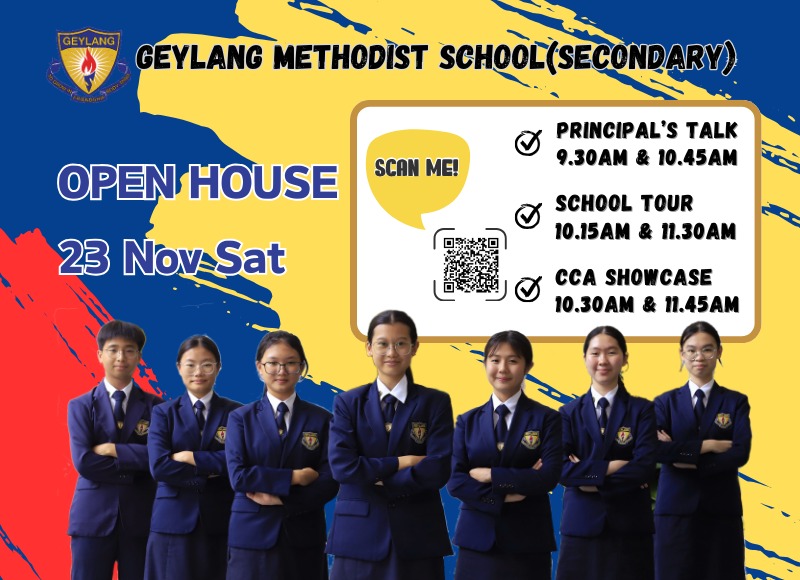 GEYLANG
GEYLANG METHODIST SCHOOL(SECONDARY)
OPEN HOUSE
23 Nov Sat
SCAN ME!
PRINCIPAL'S TALK
9.30AM & 10.45AM
SCHOOL TOUR
10.15AM & 11.30AM
CCA SHOWCASE
10.30AM & 11.45AM